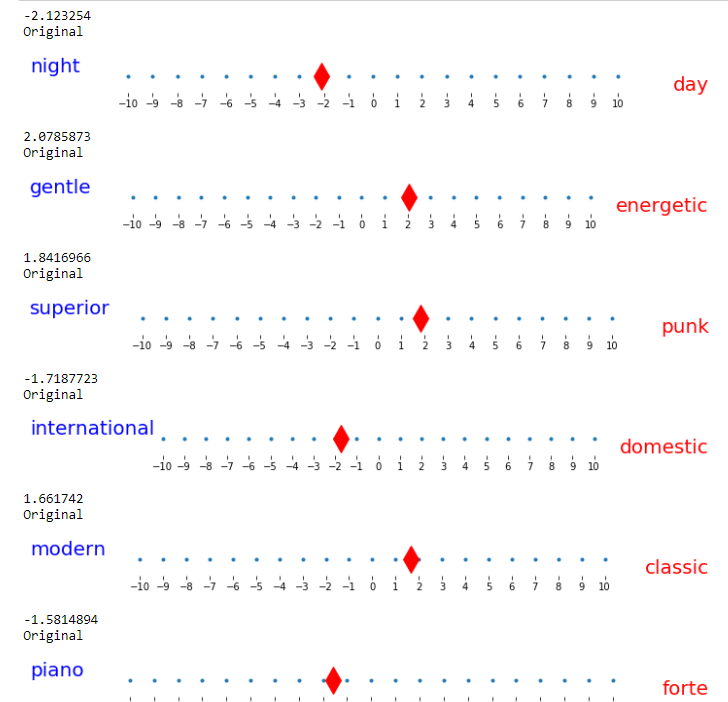 -2.123254
Original
night
day
−10 −9 −8 −7 −6 −5 −4 −3 −2 −1 0 1 2 3 4 5 6 7 8 9 10
2.0785873
Original
gentle
energetic
−10 −9 −8 −7 −6 −5 −4 −3 −2 −1 0 1 2 3 4 5 6 7 8 9 10
1.8416966
Original
superior
punk
−10 −9 −8 −7 −6 −5 −4 −3 −2 −1 0 1 2 3 4 5 6 7 8 9 10
-1.7187723
Original
international
domestic
−10 −9 −8 −7 −6 −5 −4 −3 −2 −1 0 1 2 3 4 5 6 7 8 9 10
1.661742
Original
modern
classic
−10 −9 −8 −7 −6 −5 −4 −3 −2 −1 0 1 2 3 4 5 6 7 8 9 10
-1.5814894
Original
piano
forte